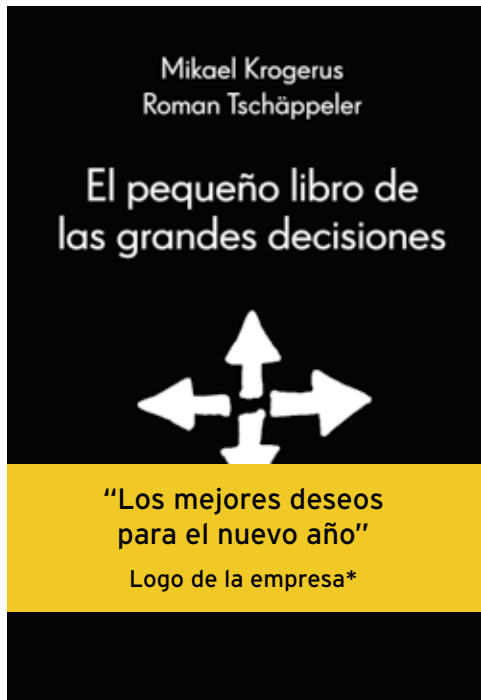 Mikael Krogerus
Roman Tschäppeler
El pequeño libro de
las grandes decisiones
“Los mejores deseos
para el nuevo año”
Logo de la empresa*